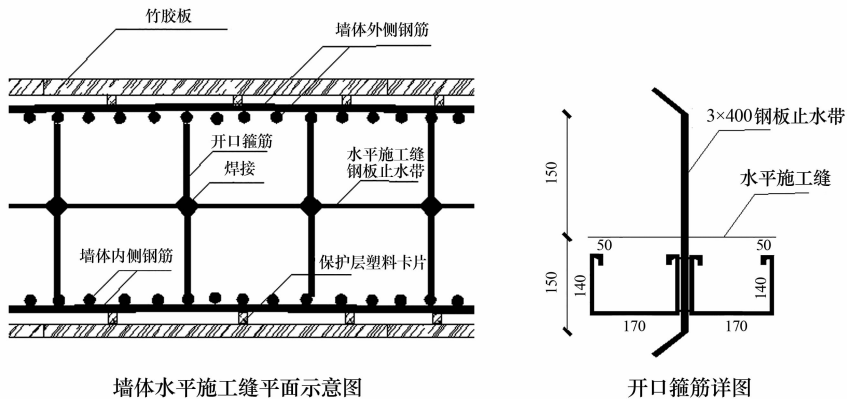 竹胶板
墙体外侧钢筋
开口箍筋
焊接
水平施工缝
钢板止水带
墙体内侧钢筋
保护层塑料卡片
墙体水平施工缝平面示意图
3×400钢板止水带
150
水平施工缝
50
50
150
140
140
170
170
开口箍筋详图